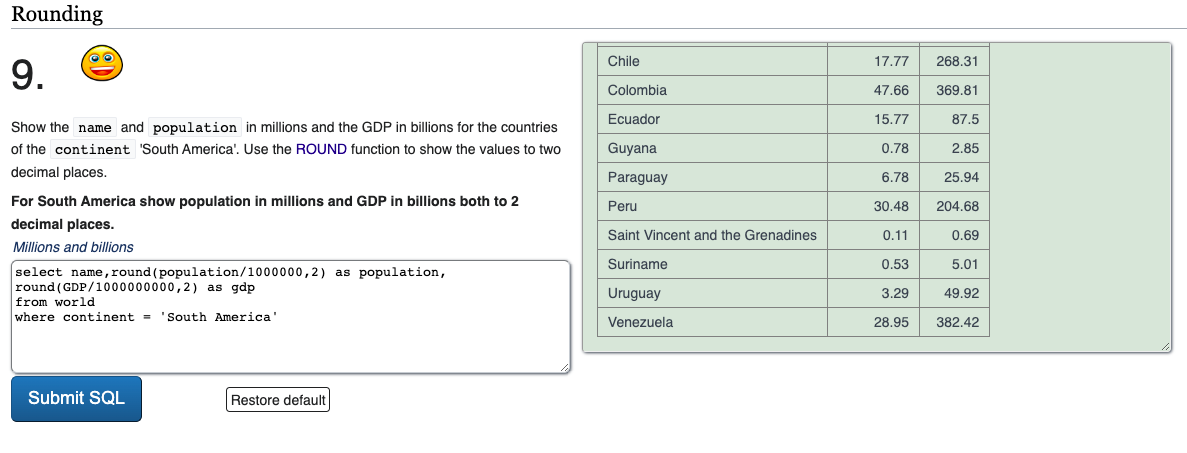 Rounding
9.
Show the name and population in millions and the GDP in billions for the countries
of the continent 'South America'. Use the ROUND function to show the values to two
decimal places.
For South America show population in millions and GDP in billions both to 2
decimal places.
Millions and billions
select name,round(population/1000000,2) as population,
round(GDP/1000000000,2) as gdp
from world
where continent = 'South America'
Submit SQL
Restore default
Chile 17.77 268.31
Colombia 47.66 369.81
Ecuador 15.77 87.5
Guyana 0.78 2.85
Paraguay 6.78 25.94
Peru 30.48 204.68
Saint Vincent and the Grenadines 0.11 0.69
Suriname 0.53 5.01
Uruguay 3.29 49.92
Venezuela 28.95 382.42